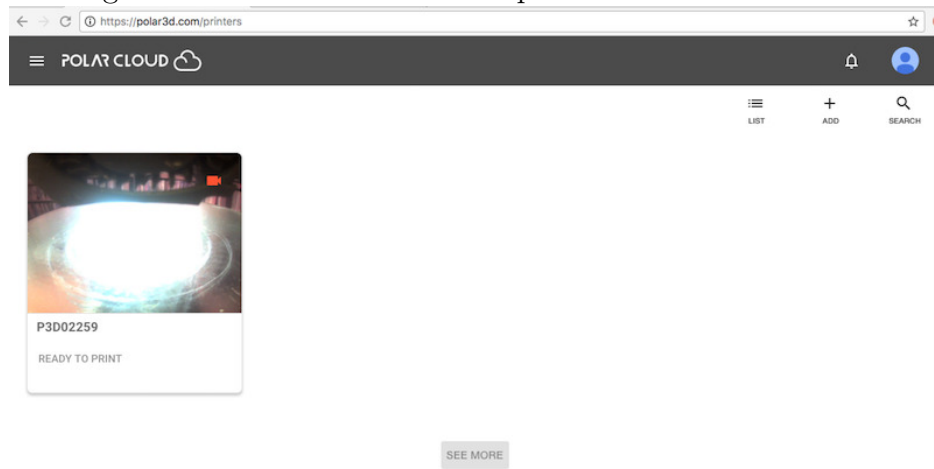 https://polar3d.com/printers
POLAR CLOUD
LIST
ADD
SEARCH
P3D02259
READY TO PRINT
SEE MORE